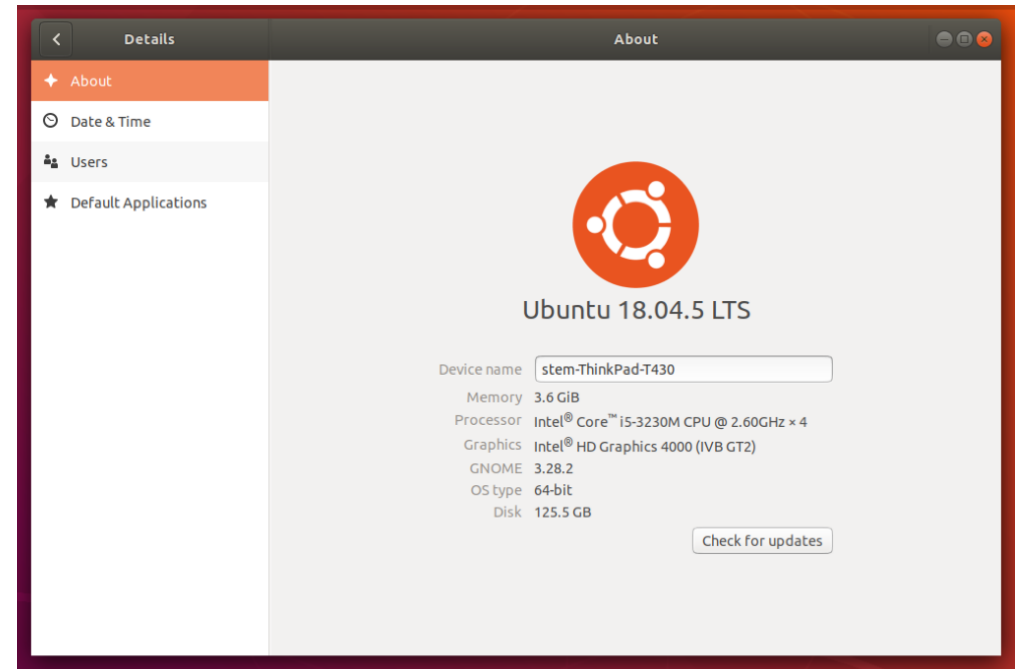 Details
About
About
Date & Time
Users
Default Applications
Ubuntu 18.04.5 LTS
Device name stem-ThinkPad-T430
Memory 3.6 GiB
Processor Intel® Core™ i5-3230M CPU @ 2.60GHz × 4
Graphics Intel® HD Graphics 4000 (IVB GT2)
GNOME 3.28.2
OS type 64-bit
Disk 125.5 GB
Check for updates